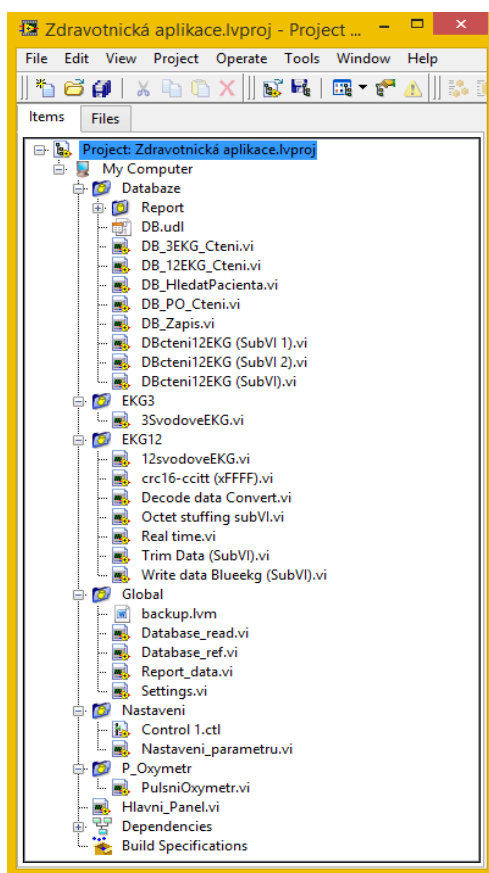 Zdravotnická aplikace.lvproj - Project ...
File Edit View Project Operate Tools Window Help
Items Files
Project: Zdravotnická aplikace.lvproj
My Computer
Databaze
Report
DB.udl
DB_3EKG_Cteni.vi
DB_12EKG_Cteni.vi
DB_HledatPacienta.vi
DB_PO_Cteni.vi
DB_Zapis.vi
DBcteni12EKG (SubVI 1).vi
DBcteni12EKG (SubVI 2).vi
DBcteni12EKG (SubVI).vi
EKG3
3SvodoveEKG.vi
EKG12
12svodoveEKG.vi
crc16-ccitt (xFFFF).vi
Decode data Convert.vi
Octet stuffing subVI.vi
Real time.vi
Trim Data (SubVI).vi
Write data Blueekg (SubVI).vi
Global
backup.lvm
Database_read.vi
Database_ref.vi
Report_data.vi
Settings.vi
Nastaveni
Control 1.ctl
Nastaveni_parametru.vi
P_Oxymetr
PulsniOxymetr.vi
Hlavni_Panel.vi
Dependencies
Build Specifications